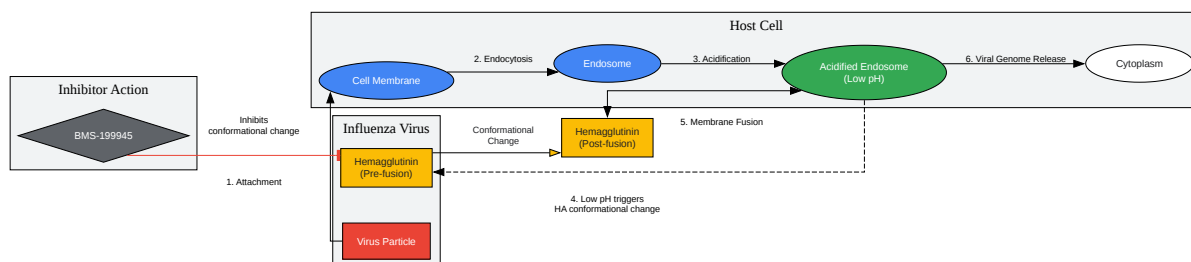 Host Cell
2. Endocytosis
Endosome
3. Acidification
Acidified Endosome
(Low pH)
6. Viral Genome Release
Cytoplasm
Cell Membrane
Inhibitor Action
BMS-199945
Inhibits
conformational change
Influenza Virus
Conformational
Change
Hemagglutinin
(Post-fusion)
5. Membrane Fusion
Hemagglutinin
(Pre-fusion)
1. Attachment
4. Low pH triggers
HA conformational change
Virus Particle